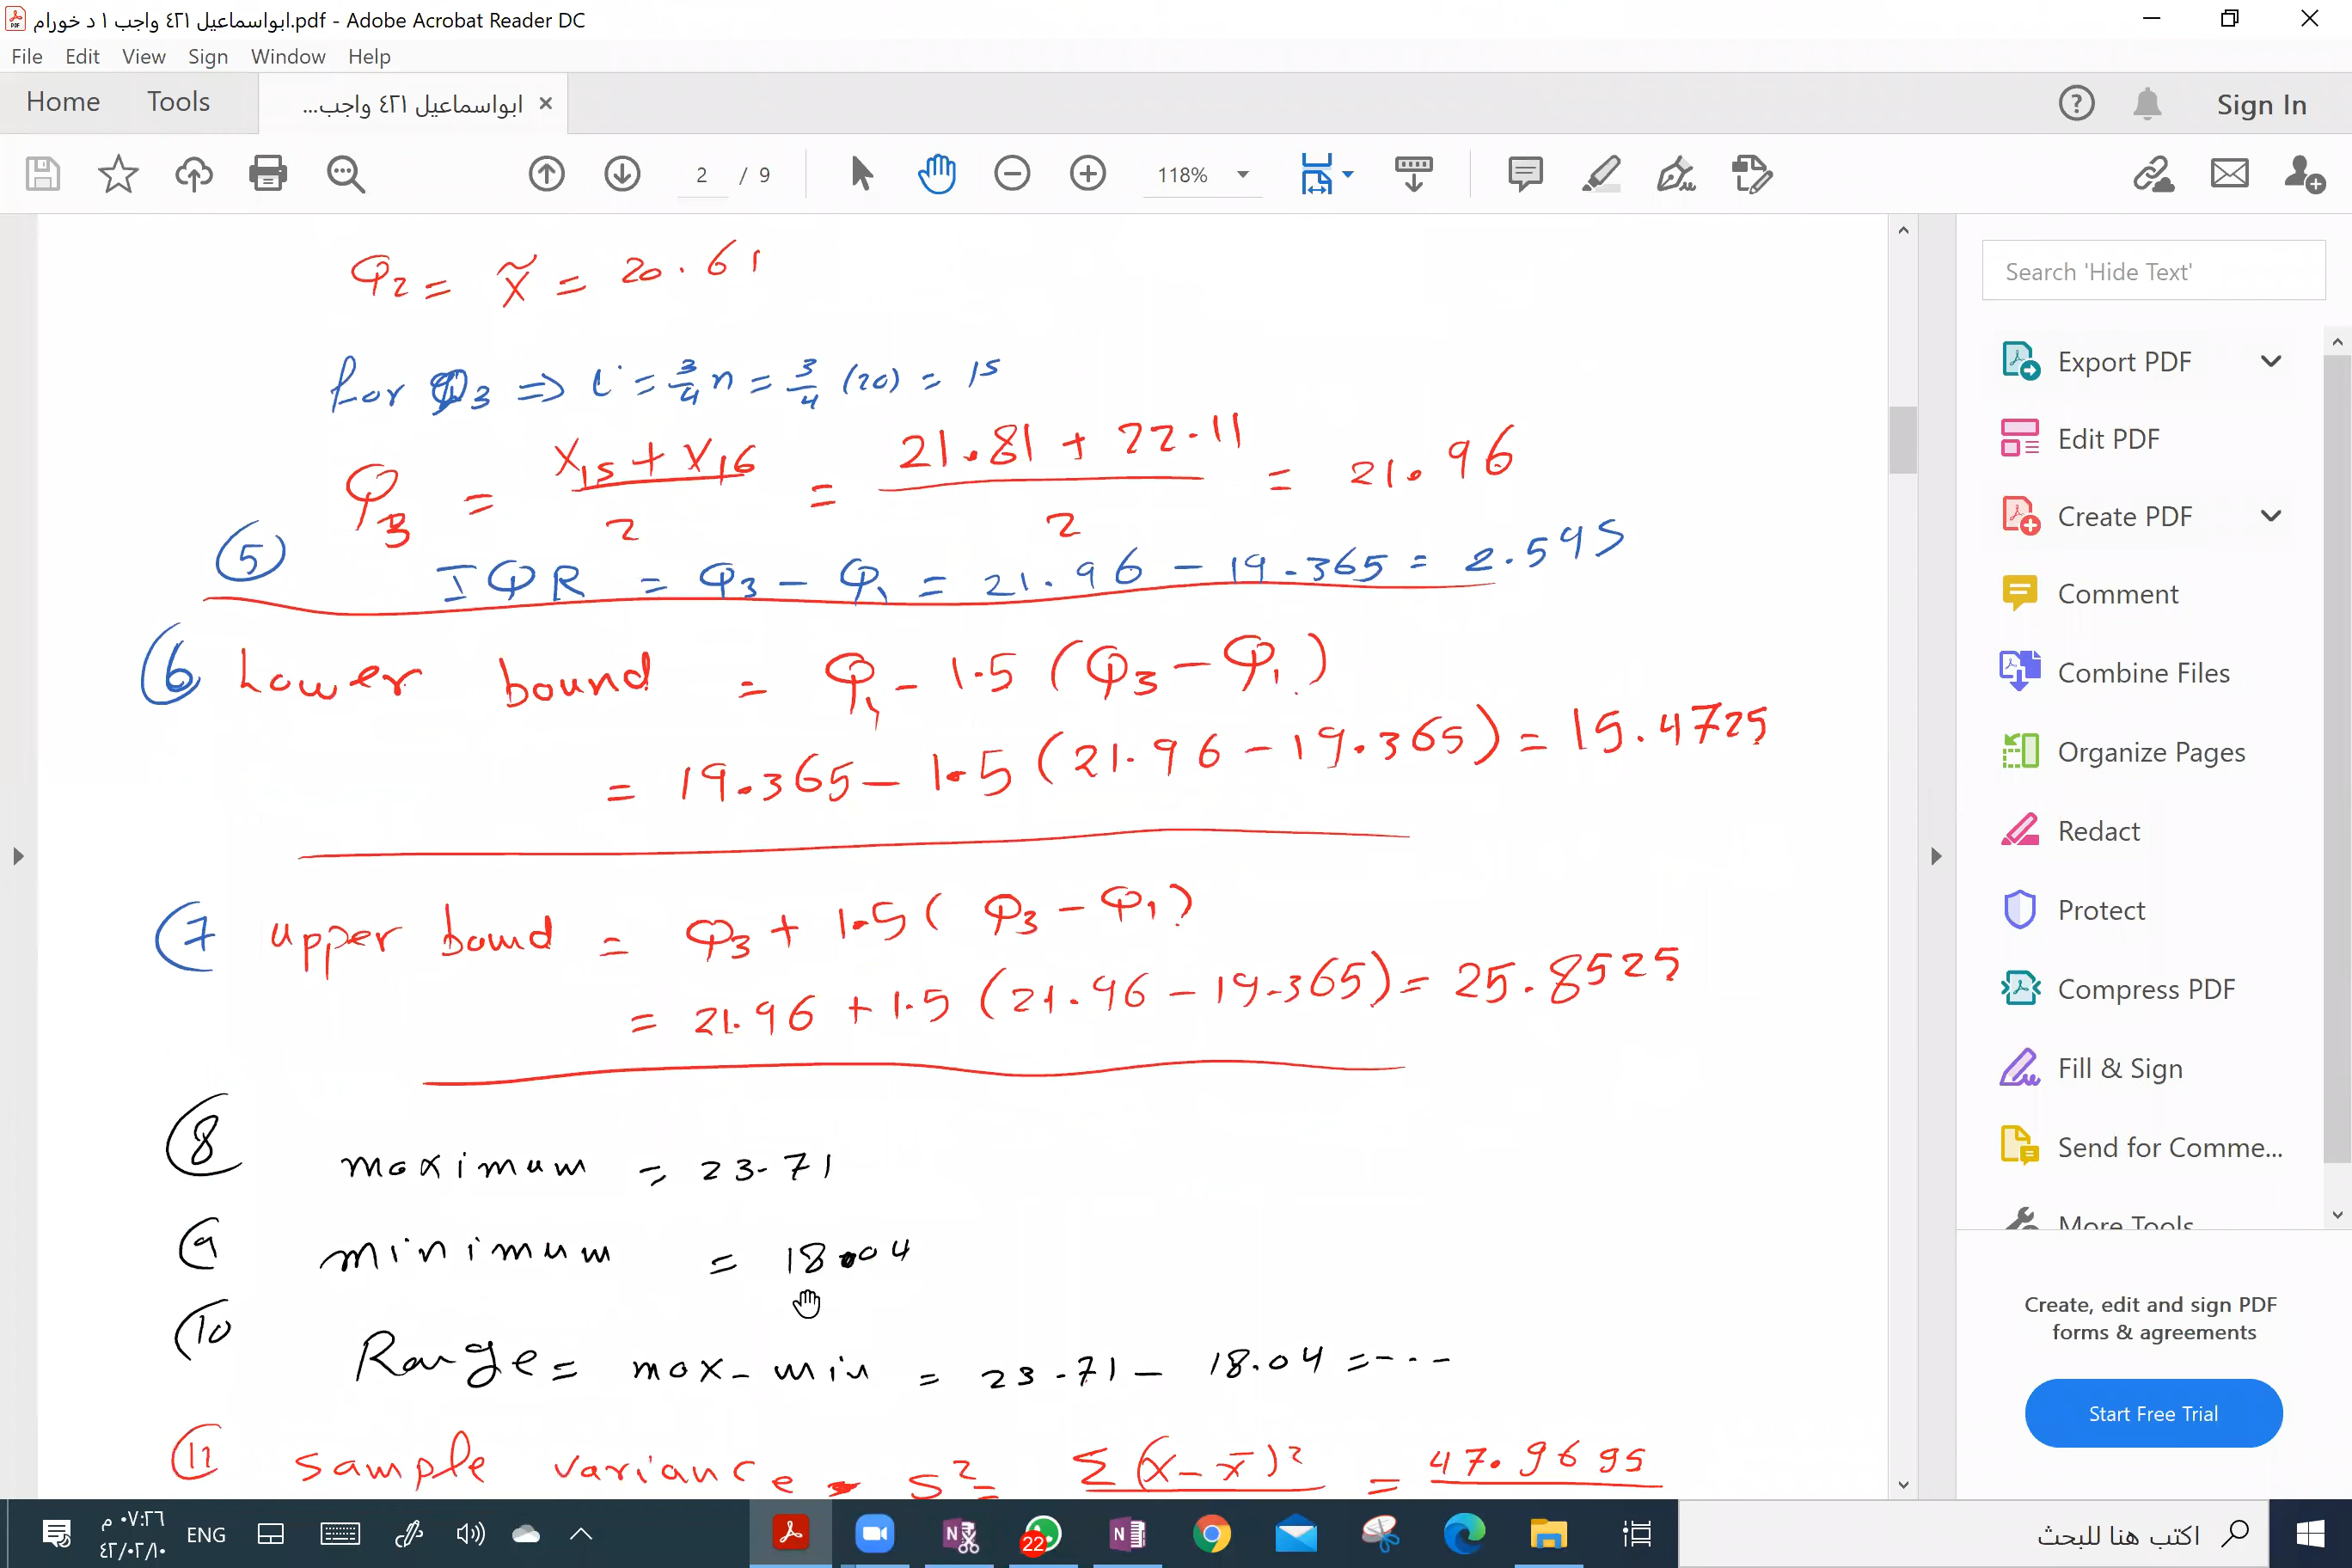 ابواسماعيل ٤٢١ واجب ١ د خورام.pdf - Adobe Acrobat Reader DC
File Edit View Sign Window Help
Home Tools ابواسماعيل ٤٢١ واجب... × Sign In
2 / 9 118%
Q2 = x̃ = 20.61
for Q3 => i = 3/4 n = 3/4 (20) = 15
Q3 = (X15 + X16)/2 = (21.81 + 22.11)/2 = 21.96
5 IQR = Q3 - Q1 = 21.96 - 19.365 = 2.595
6 Lower bound = Q1 - 1.5 (Q3 - Q1)
= 19.365 - 1.5 (21.96 - 19.365) = 15.4725
7 upper bound = Q3 + 1.5 (Q3 - Q1)
= 21.96 + 1.5 (21.96 - 19.365) = 25.8525
8 maximum = 23.71
9 minimum = 18.04
10 Range = max - min = 23.71 - 18.04 = ---
11 sample variance = S² = Σ(x - x̄)² = 47.9695
Search 'Hide Text'
Export PDF
Edit PDF
Create PDF
Comment
Combine Files
Organize Pages
Redact
Protect
Compress PDF
Fill & Sign
Send for Comme...
More Tools
Create, edit and sign PDF
forms & agreements
Start Free Trial
٠٧:٢٦ م
٤٢/٠٢/١٠
ENG
22
اكتب هنا للبحث